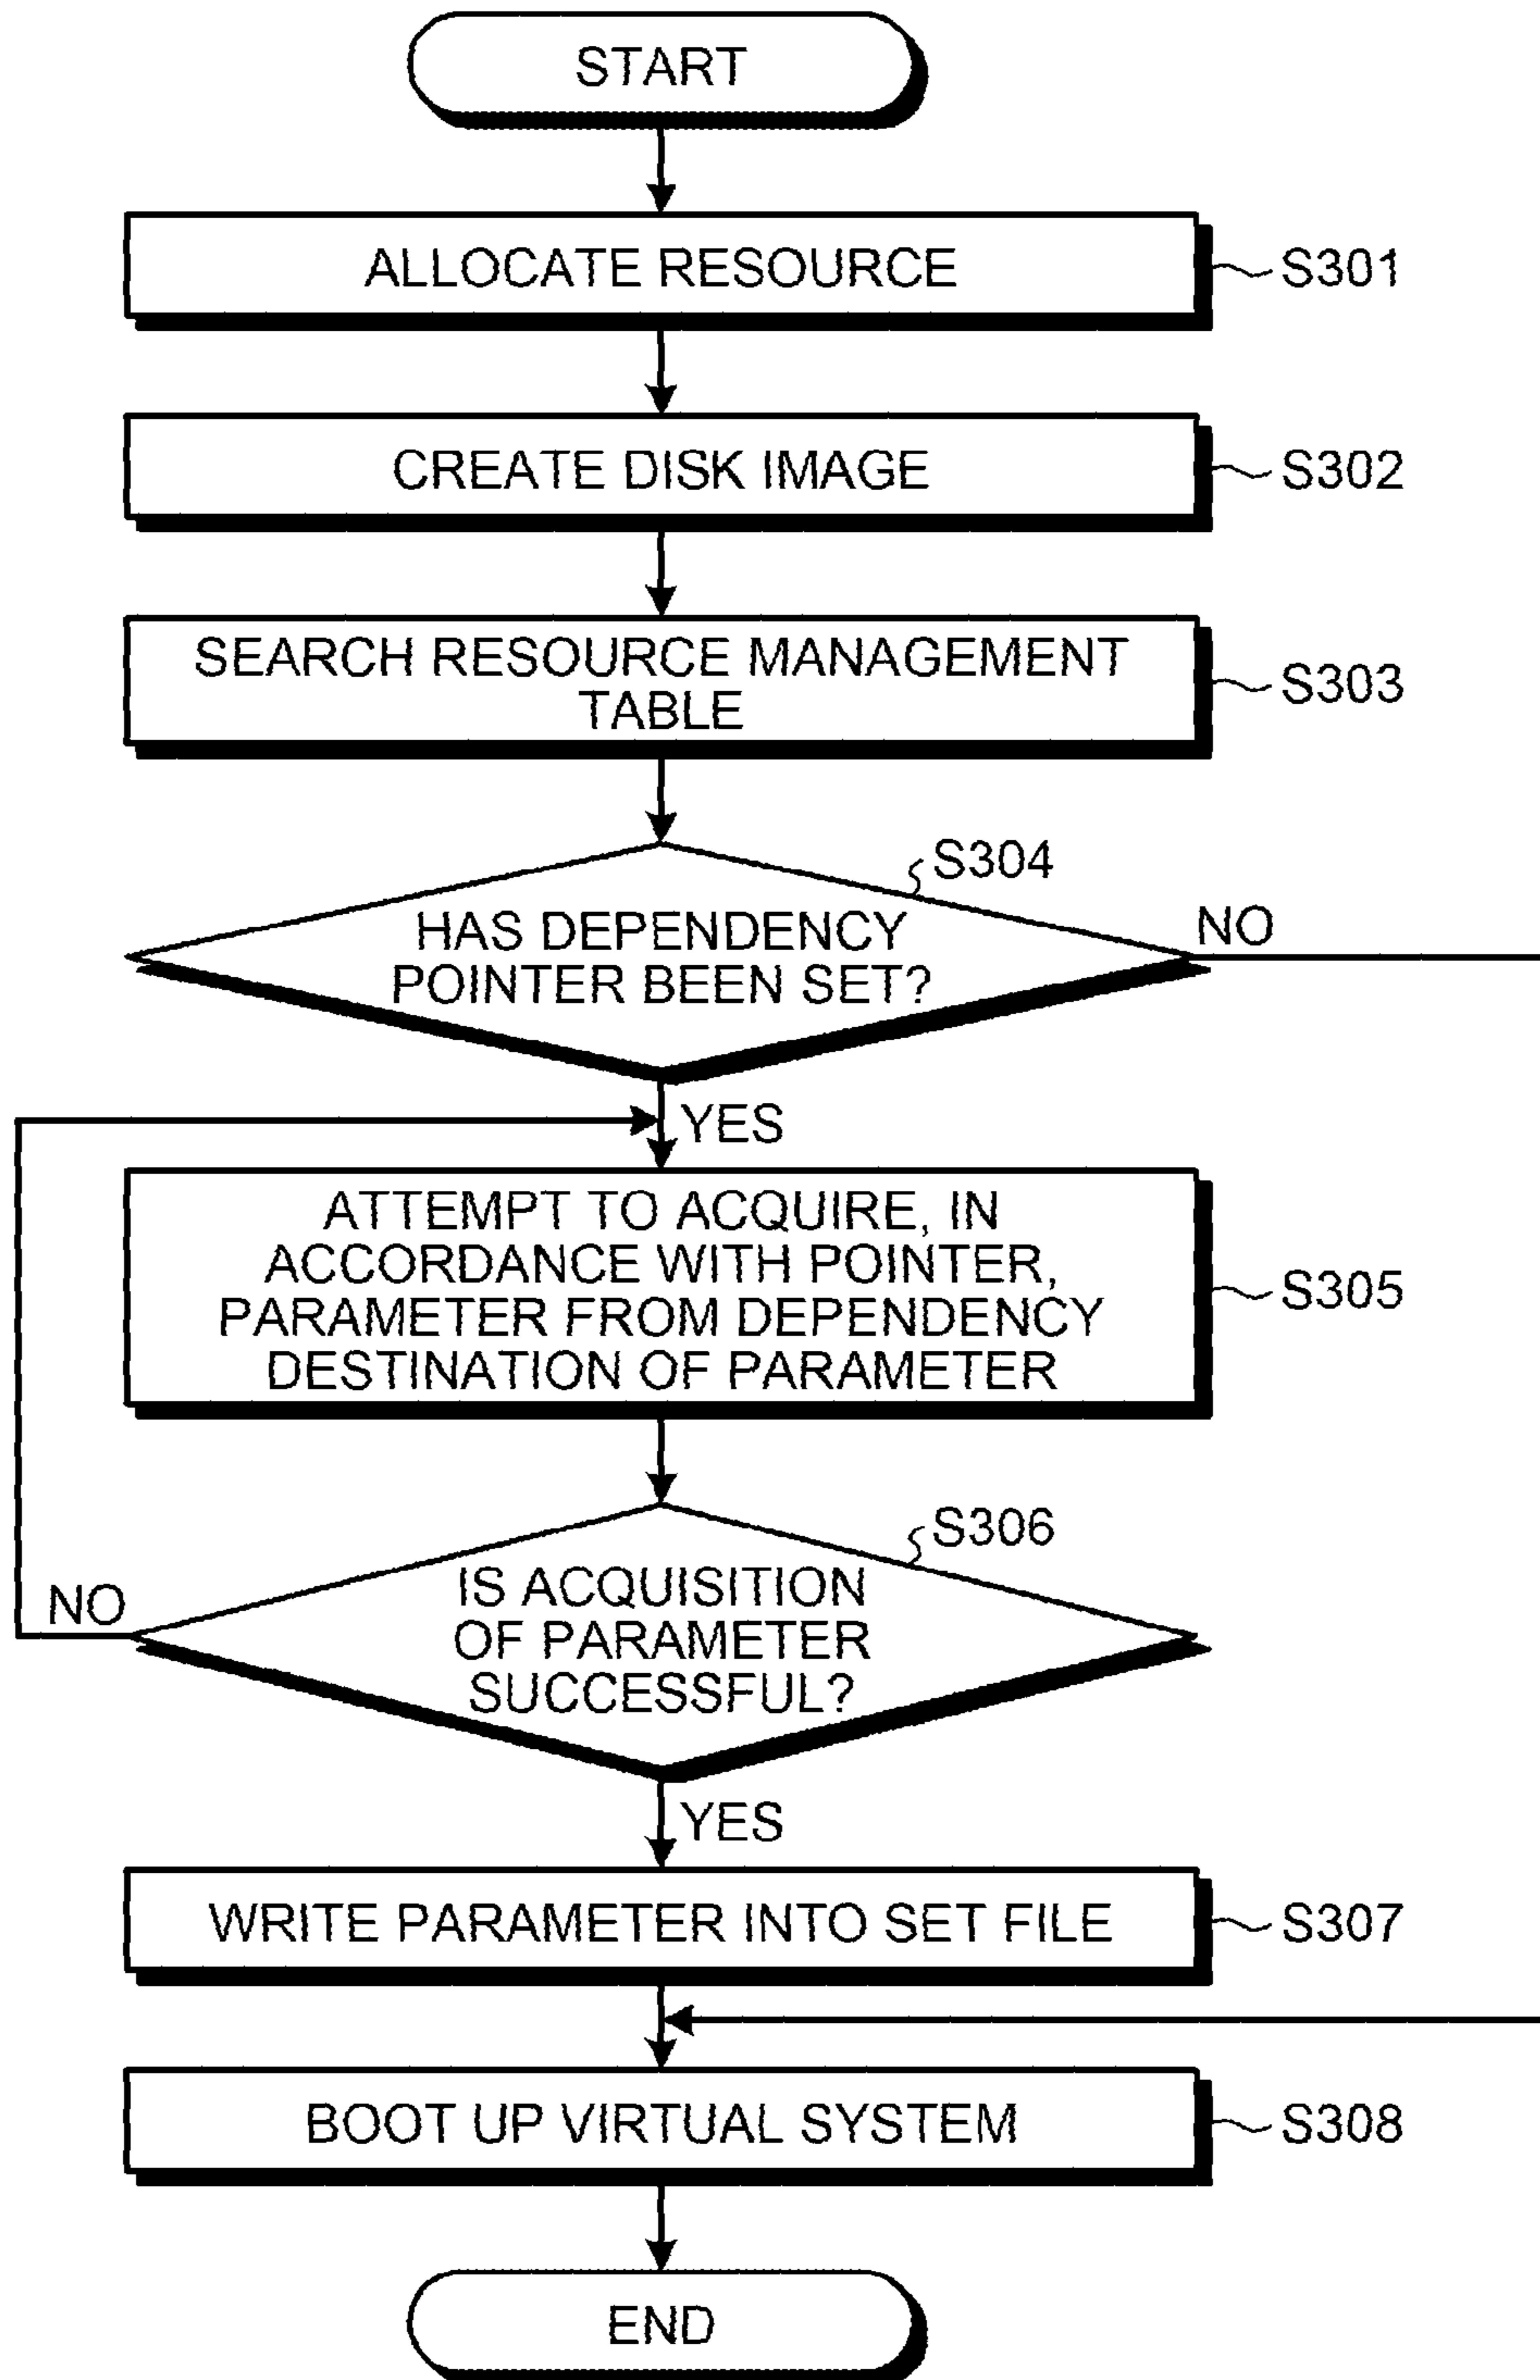 START
ALLOCATE RESOURCE
S301
CREATE DISK IMAGE
S302
SEARCH RESOURCE MANAGEMENT
TABLE
S303
S304
HAS DEPENDENCY
POINTER BEEN SET?
NO
YES
ATTEMPT TO ACQUIRE, IN
ACCORDANCE WITH POINTER,
PARAMETER FROM DEPENDENCY
DESTINATION OF PARAMETER
S305
S306
IS ACQUISITION
OF PARAMETER
SUCCESSFUL?
NO
YES
WRITE PARAMETER INTO SET FILE
S307
BOOT UP VIRTUAL SYSTEM
S308
END